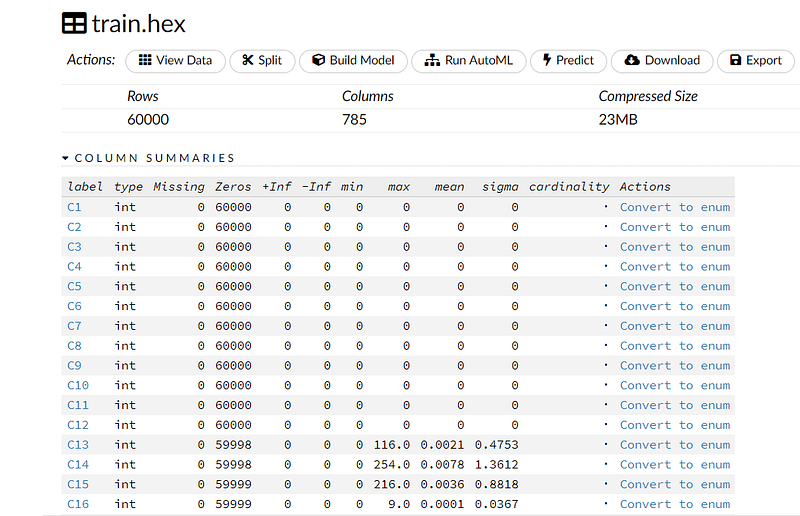 train.hex
Actions: View Data Split Build Model Run AutoML Predict Download Export
Rows Columns Compressed Size
60000 785 23MB
COLUMN SUMMARIES
label type Missing Zeros +Inf -Inf min max mean sigma cardinality Actions
C1 int 0 60000 0 0 0 0 0 0 · Convert to enum
C2 int 0 60000 0 0 0 0 0 0 · Convert to enum
C3 int 0 60000 0 0 0 0 0 0 · Convert to enum
C4 int 0 60000 0 0 0 0 0 0 · Convert to enum
C5 int 0 60000 0 0 0 0 0 0 · Convert to enum
C6 int 0 60000 0 0 0 0 0 0 · Convert to enum
C7 int 0 60000 0 0 0 0 0 0 · Convert to enum
C8 int 0 60000 0 0 0 0 0 0 · Convert to enum
C9 int 0 60000 0 0 0 0 0 0 · Convert to enum
C10 int 0 60000 0 0 0 0 0 0 · Convert to enum
C11 int 0 60000 0 0 0 0 0 0 · Convert to enum
C12 int 0 60000 0 0 0 0 0 0 · Convert to enum
C13 int 0 59998 0 0 0 116.0 0.0021 0.4753 · Convert to enum
C14 int 0 59998 0 0 0 254.0 0.0078 1.3612 · Convert to enum
C15 int 0 59999 0 0 0 216.0 0.0036 0.8818 · Convert to enum
C16 int 0 59999 0 0 0 9.0 0.0001 0.0367 · Convert to enum